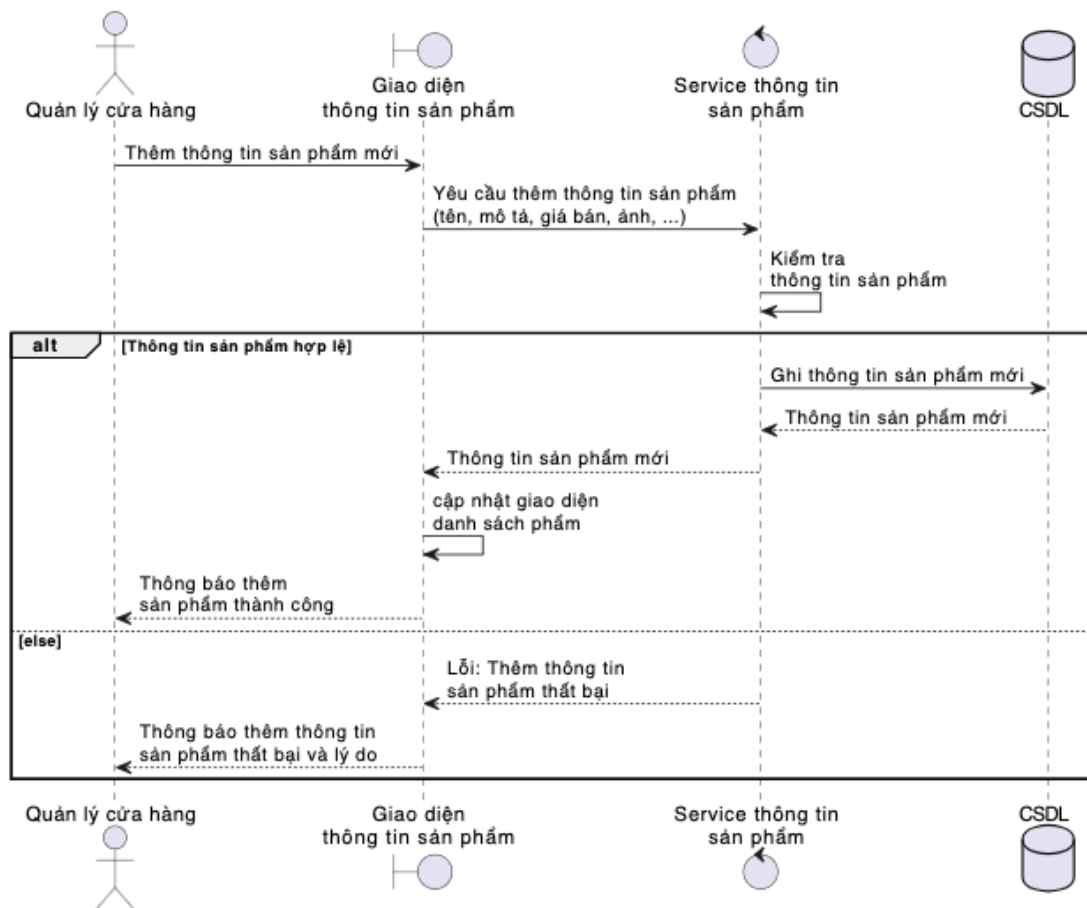 Quản lý cửa hàng
Giao diện
thông tin sản phẩm
Service thông tin
sản phẩm
CSDL
Thêm thông tin sản phẩm mới
Yêu cầu thêm thông tin sản phẩm
(tên, mô tả, giá bán, ảnh, ...)
Kiểm tra
thông tin sản phẩm
alt
[Thông tin sản phẩm hợp lệ]
Ghi thông tin sản phẩm mới
Thông tin sản phẩm mới
Thông tin sản phẩm mới
cập nhật giao diện
danh sách phẩm
Thông báo thêm
sản phẩm thành công
[else]
Lỗi: Thêm thông tin
sản phẩm thất bại
Thông báo thêm thông tin
sản phẩm thất bại và lý do
Quản lý cửa hàng
Giao diện
thông tin sản phẩm
Service thông tin
sản phẩm
CSDL